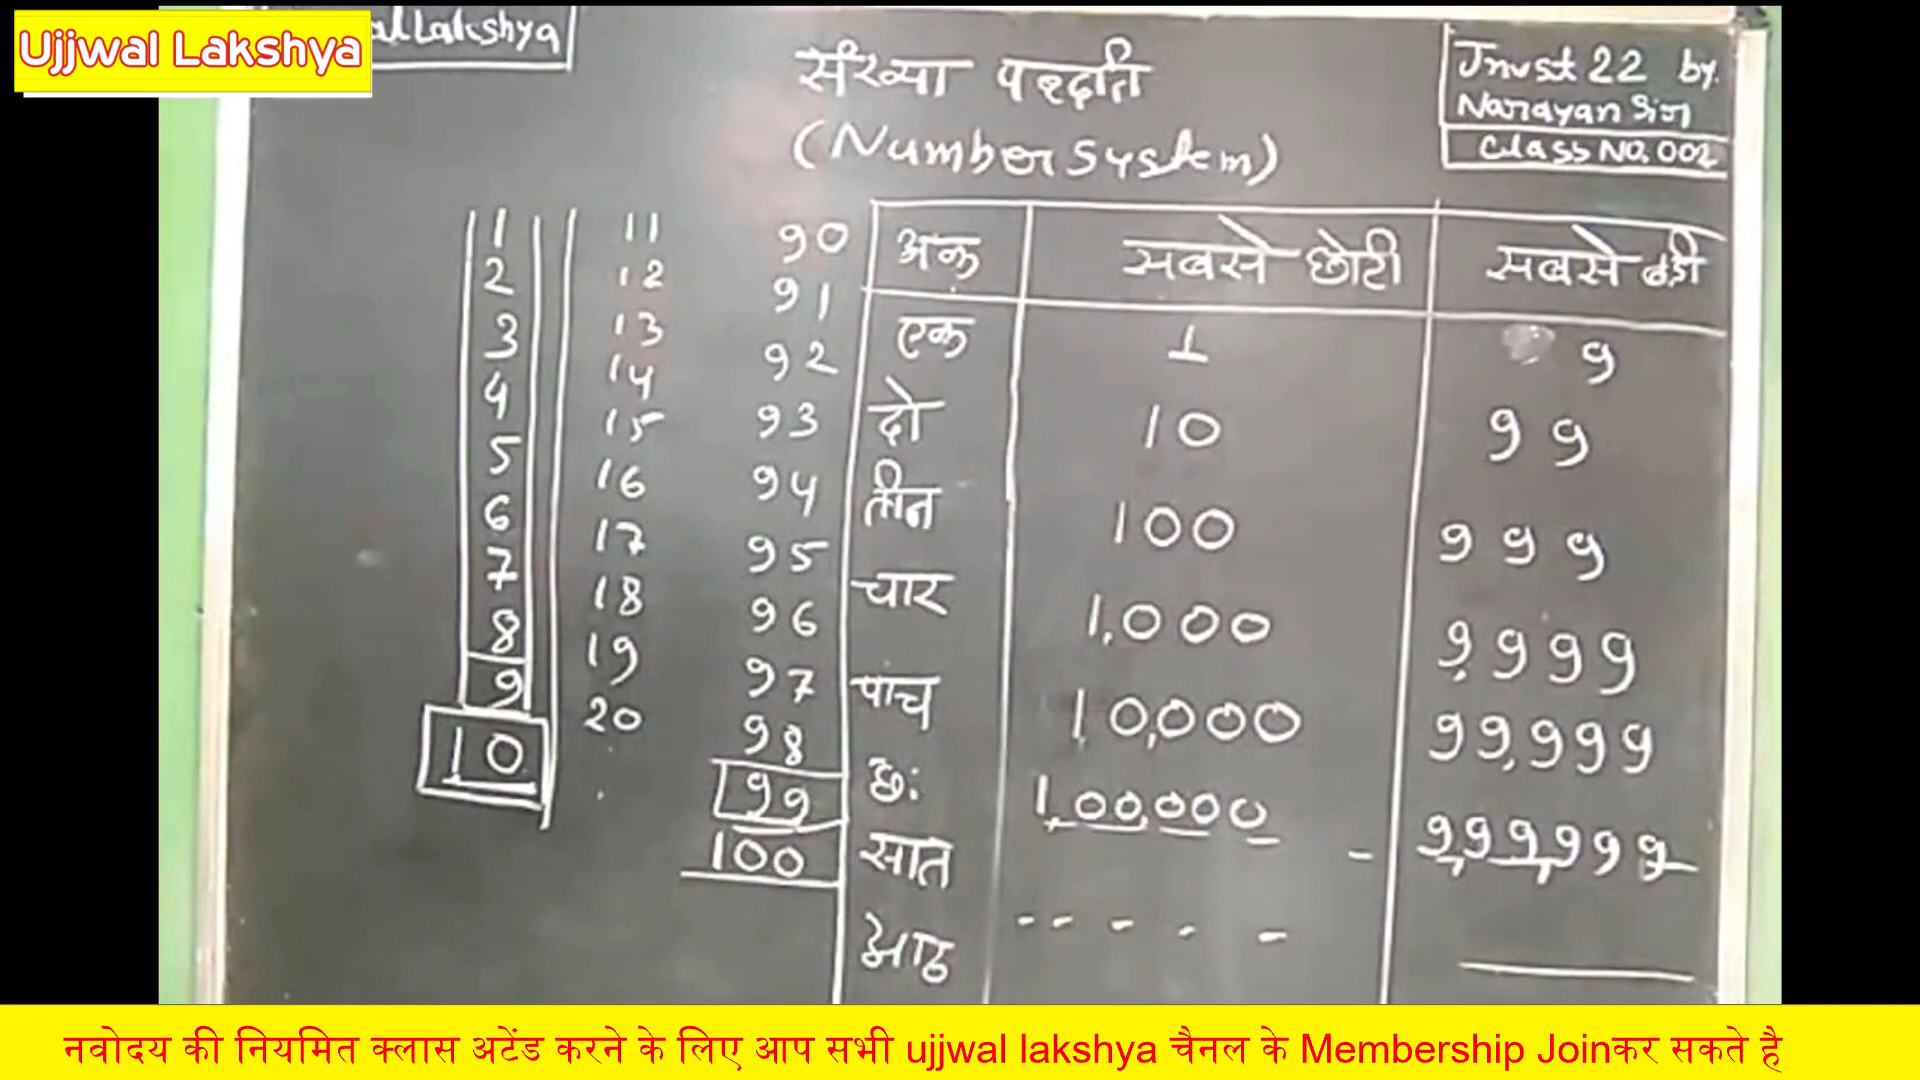 Ujjwal Lakshya
al Lakshya
संख्या पद्दति
(Number System)
Jnvst 22 by.
Narayan
Class NO. 002
1
2
3
4
5
6
7
8
9
10
11
12
13
14
15
16
17
18
19
20
90
91
92
93
94
95
96
97
98
99
100
अंक सबसे छोटी सबसे बड़ी
एक 1 9
दो 10 99
तीन 100 999
चार 1,000 9,999
पाच 10,000 99,999
छ: 1,00,000 9,99,999
सात
आठ
नवोदय की नियमित क्लास अटेंड करने के लिए आप सभी ujjwal lakshya चैनल के Membership Joinकर सकते है